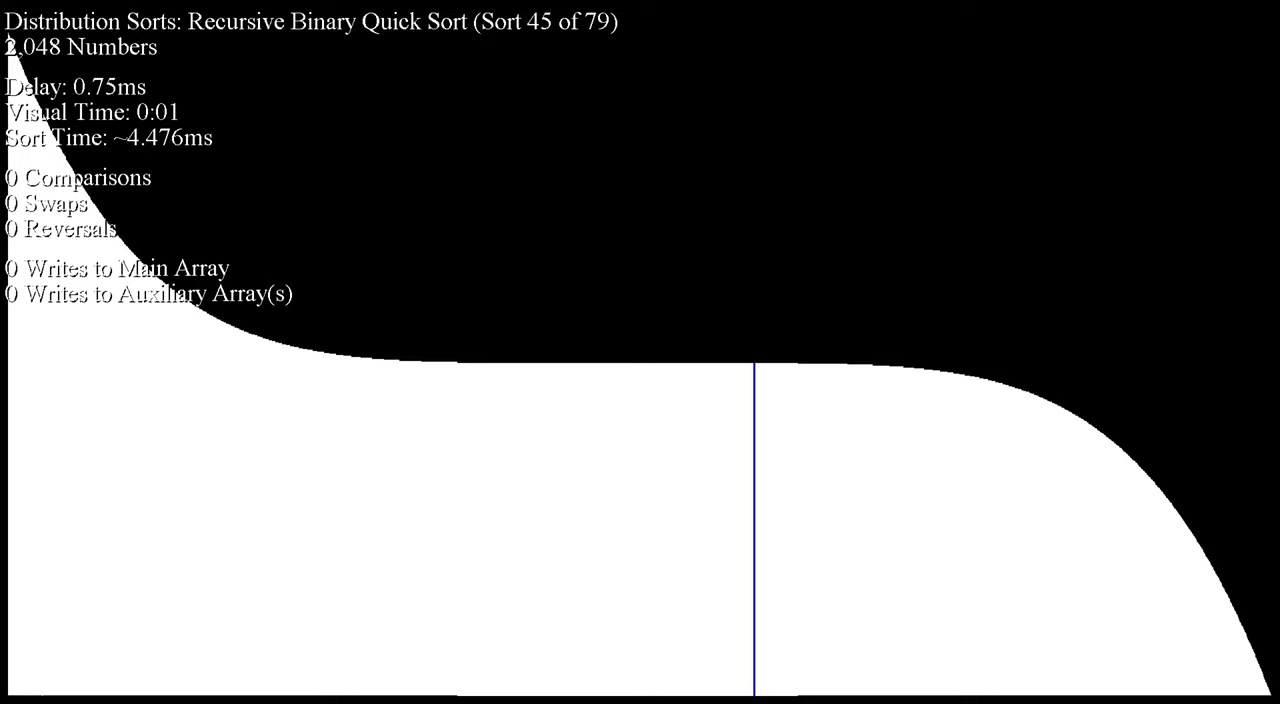 Distribution Sorts: Recursive Binary Quick Sort (Sort 45 of 79)
2,048 Numbers
Delay: 0.75ms
Visual Time: 0:01
Sort Time: ~4.476ms
0 Comparisons
0 Swaps
0 Reversals
0 Writes to Main Array
0 Writes to Auxiliary Array(s)